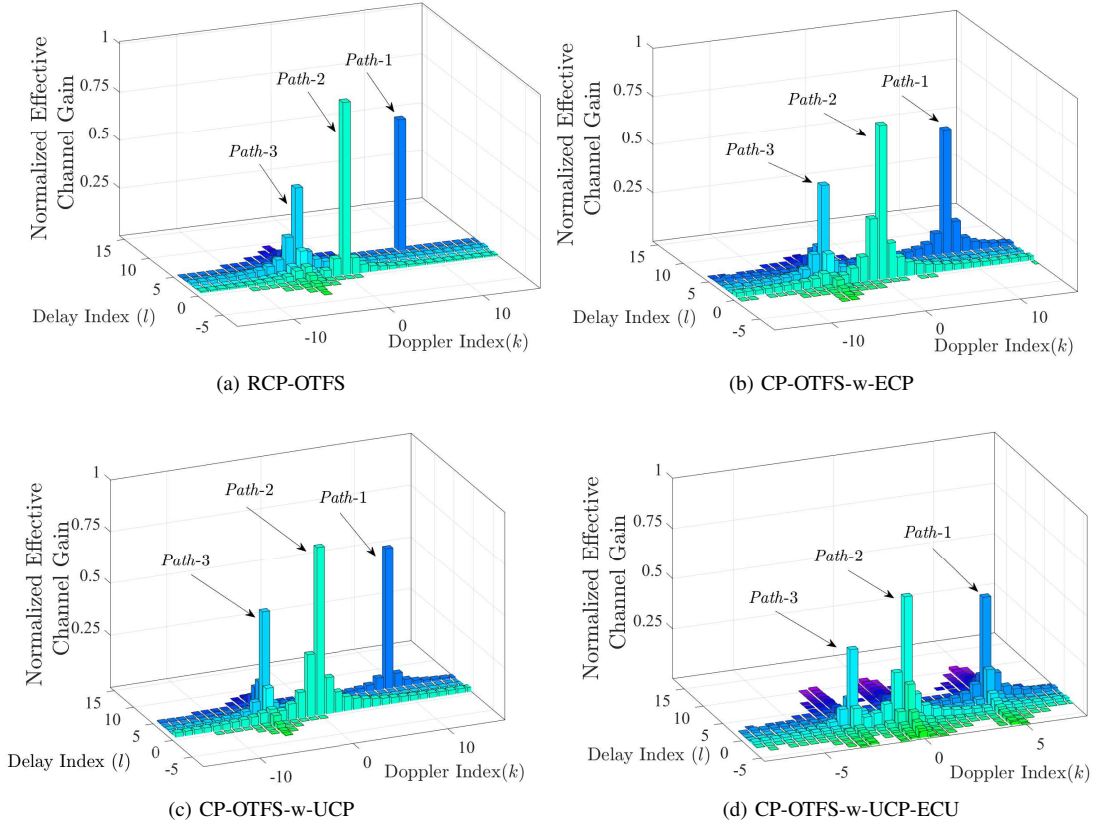 Normalized Effective
Channel Gain
1
0.75
0.5
0.25
15
10
5
0
-5
Delay Index (l)
-10
0
10
Doppler Index(k)
Path-1
Path-2
Path-3
(a) RCP-OTFS
Normalized Effective
Channel Gain
1
0.75
0.5
0.25
15
10
5
0
-5
Delay Index (l)
-10
0
10
Doppler Index(k)
Path-1
Path-2
Path-3
(b) CP-OTFS-w-ECP
Normalized Effective
Channel Gain
1
0.75
0.5
0.25
15
10
5
0
-5
Delay Index (l)
-10
0
10
Doppler Index(k)
Path-2
Path-1
Path-3
(c) CP-OTFS-w-UCP
Normalized Effective
Channel Gain
1
0.75
0.5
0.25
15
10
5
0
-5
Delay Index (l)
-5
0
5
Doppler Index(k)
Path-1
Path-2
Path-3
(d) CP-OTFS-w-UCP-ECU